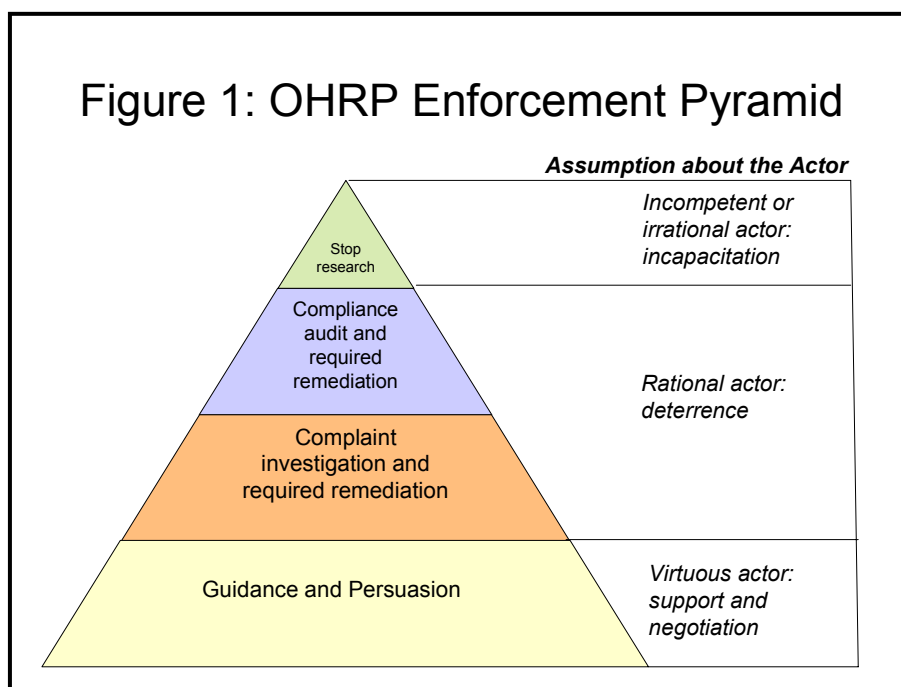 Figure 1: OHRP Enforcement Pyramid
Assumption about the Actor
Stop
research
Incompetent or
irrational actor:
incapacitation
Compliance
audit and
required
remediation
Rational actor:
deterrence
Complaint
investigation and
required remediation
Guidance and Persuasion
Virtuous actor:
support and
negotiation